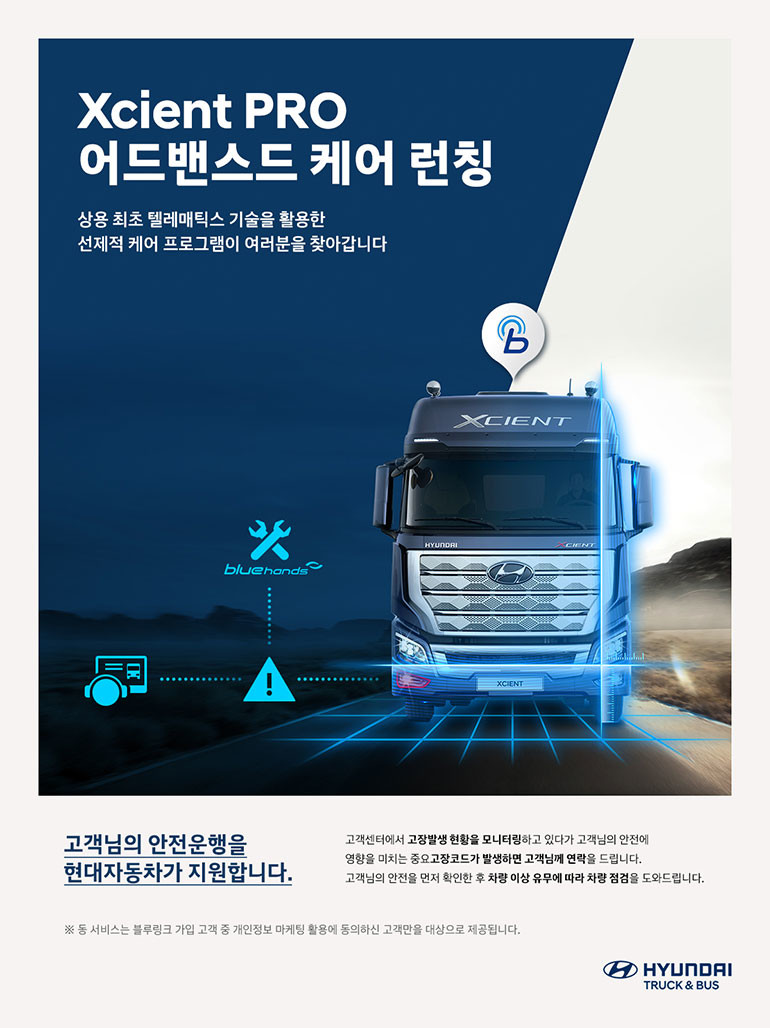 Xcient PRO
어드밴스드 케어 런칭
상용 최초 텔레매틱스 기술을 활용한
선제적 케어 프로그램이 여러분을 찾아갑니다
b
XCIENT
HYUNDAI
XCIENT
bluehands
XCIENT
고객님의 안전운행을
현대자동차가 지원합니다.
고객센터에서 고장발생 현황을 모니터링하고 있다가 고객님의 안전에
영향을 미치는 중요고장코드가 발생하면 고객님께 연락을 드립니다.
고객님의 안전을 먼저 확인한 후 차량 이상 유무에 따라 차량 점검을 도와드립니다.
※ 동 서비스는 블루링크 가입 고객 중 개인정보 마케팅 활용에 동의하신 고객만을 대상으로 제공됩니다.
HYUNDAI
TRUCK & BUS